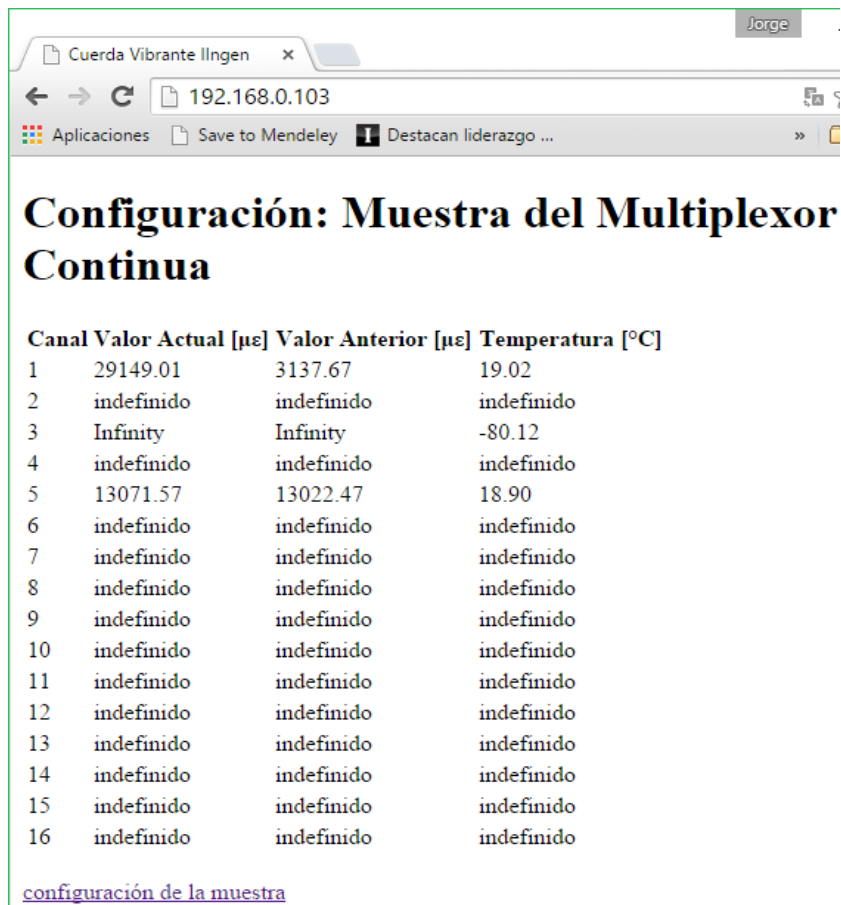 Jorge
Cuerda Vibrante IIngen
192.168.0.103
Aplicaciones Save to Mendeley Destacan liderazgo ... »
Configuración: Muestra del Multiplexor
Continua
Canal Valor Actual [µε] Valor Anterior [µε] Temperatura [°C]
1 29149.01 3137.67 19.02
2 indefinido indefinido indefinido
3 Infinity Infinity -80.12
4 indefinido indefinido indefinido
5 13071.57 13022.47 18.90
6 indefinido indefinido indefinido
7 indefinido indefinido indefinido
8 indefinido indefinido indefinido
9 indefinido indefinido indefinido
10 indefinido indefinido indefinido
11 indefinido indefinido indefinido
12 indefinido indefinido indefinido
13 indefinido indefinido indefinido
14 indefinido indefinido indefinido
15 indefinido indefinido indefinido
16 indefinido indefinido indefinido
configuración de la muestra